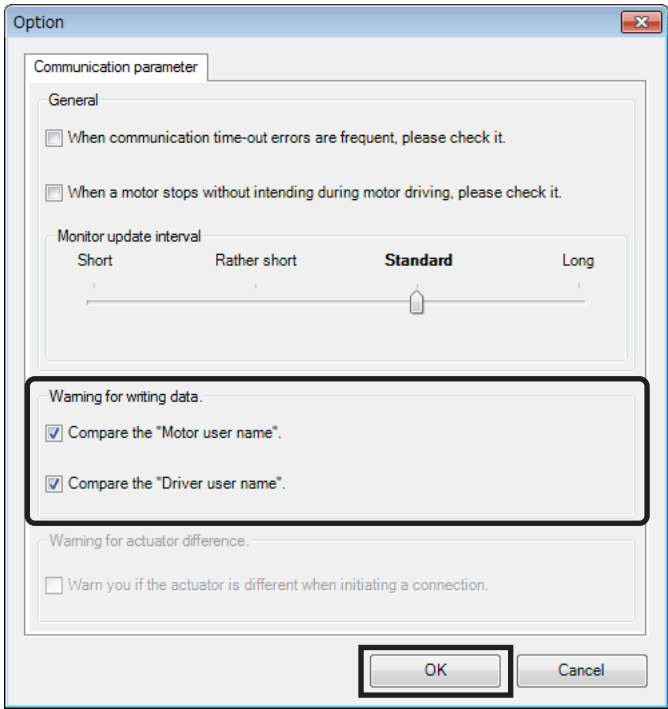 Option
Communication parameter
General
When communication time-out errors are frequent, please check it.
When a motor stops without intending during motor driving, please check it.
Monitor update interval
Short Rather short Standard Long
Warning for writing data.
Compare the "Motor user name".
Compare the "Driver user name".
Warning for actuator difference.
Warn you if the actuator is different when initiating a connection.
OK Cancel